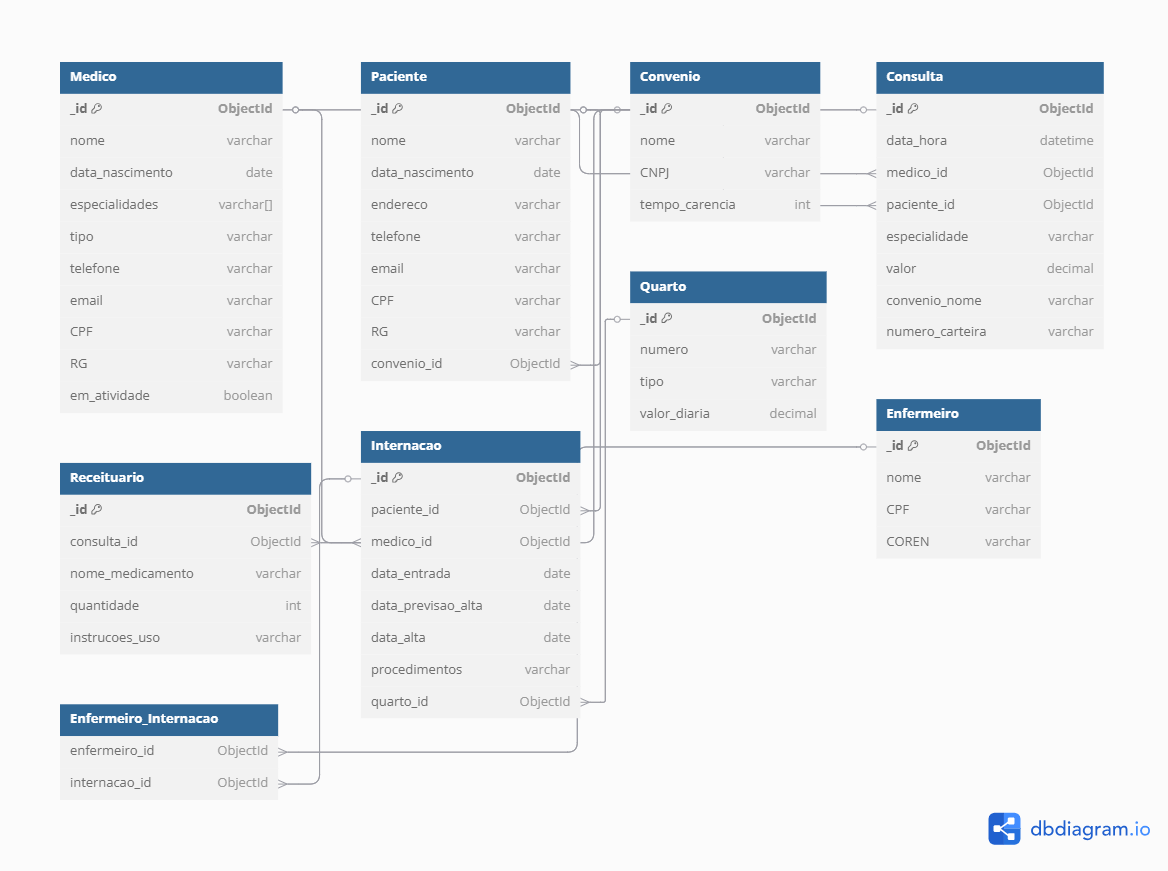 Medico
_id ObjectId
nome varchar
data_nascimento date
especialidades varchar[]
tipo varchar
telefone varchar
email varchar
CPF varchar
RG varchar
em_atividade boolean
Paciente
_id ObjectId
nome varchar
data_nascimento date
endereco varchar
telefone varchar
email varchar
CPF varchar
RG varchar
convenio_id ObjectId
Convenio
_id ObjectId
nome varchar
CNPJ varchar
tempo_carencia int
Consulta
_id ObjectId
data_hora datetime
medico_id ObjectId
paciente_id ObjectId
especialidade varchar
valor decimal
convenio_nome varchar
numero_carteira varchar
Quarto
_id ObjectId
numero varchar
tipo varchar
valor_diaria decimal
Enfermeiro
_id ObjectId
nome varchar
CPF varchar
COREN varchar
Internacao
_id ObjectId
paciente_id ObjectId
medico_id ObjectId
data_entrada date
data_previsao_alta date
data_alta date
procedimentos varchar
quarto_id ObjectId
Receituario
_id ObjectId
consulta_id ObjectId
nome_medicamento varchar
quantidade int
instrucoes_uso varchar
Enfermeiro_Internacao
enfermeiro_id ObjectId
internacao_id ObjectId
dbdiagram.io